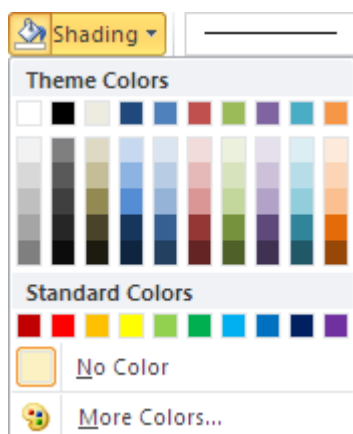 Shading
Theme Colors
Standard Colors
No Color
More Colors...